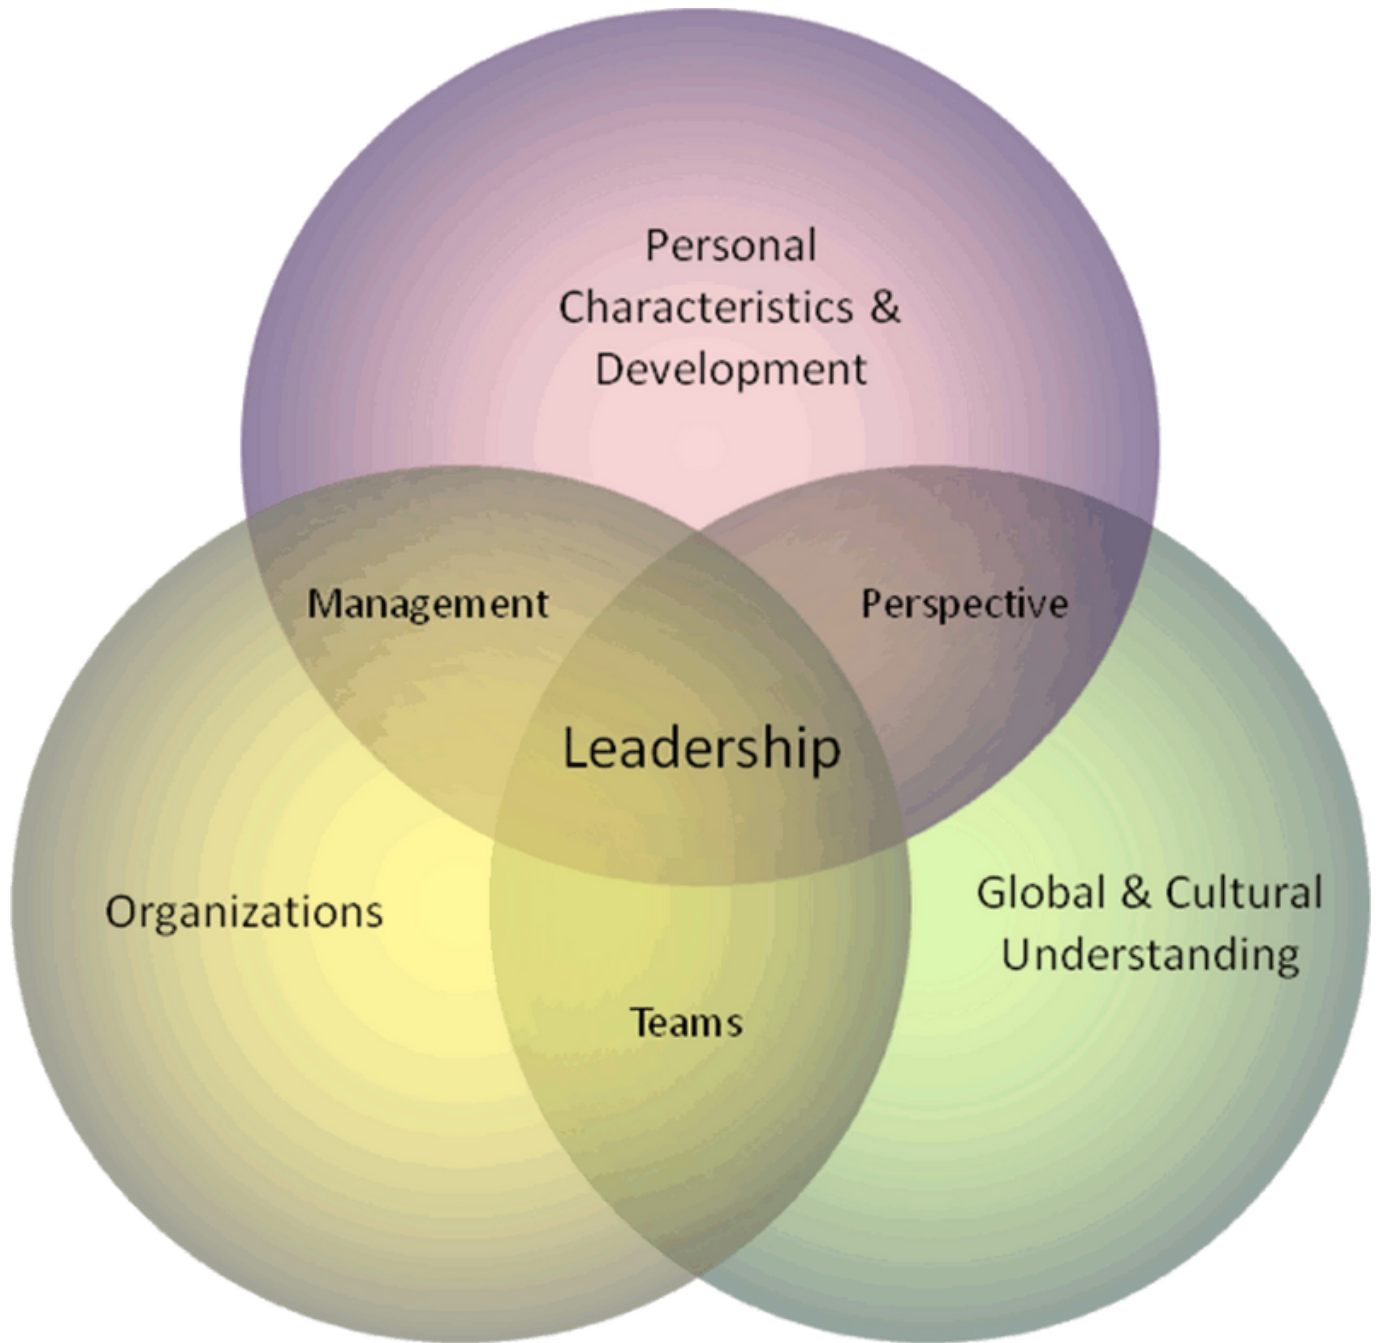 Personal
Characteristics &
Development
Management
Perspective
Leadership
Organizations
Global & Cultural
Understanding
Teams